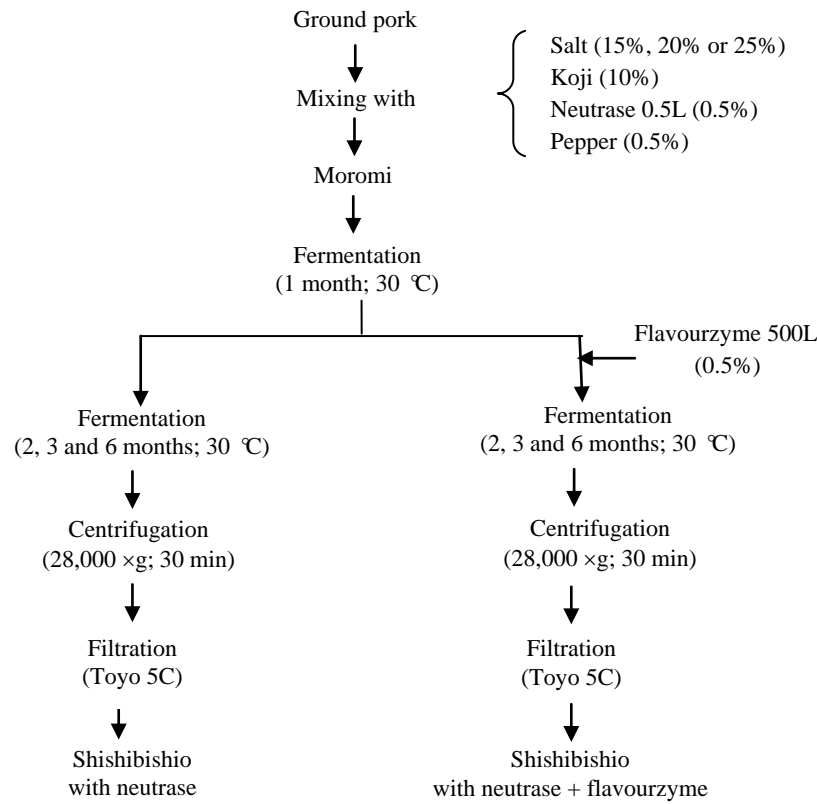 Ground pork
Mixing with
Salt (15%, 20% or 25%)
Koji (10%)
Neutrase 0.5L (0.5%)
Pepper (0.5%)
Moromi
Fermentation
(1 month; 30 ℃)
Flavourzyme 500L
(0.5%)
Fermentation
(2, 3 and 6 months; 30 ℃)
Centrifugation
(28,000 ×g; 30 min)
Filtration
(Toyo 5C)
Shishibishio
with neutrase
Fermentation
(2, 3 and 6 months; 30 ℃)
Centrifugation
(28,000 ×g; 30 min)
Filtration
(Toyo 5C)
Shishibishio
with neutrase + flavourzyme